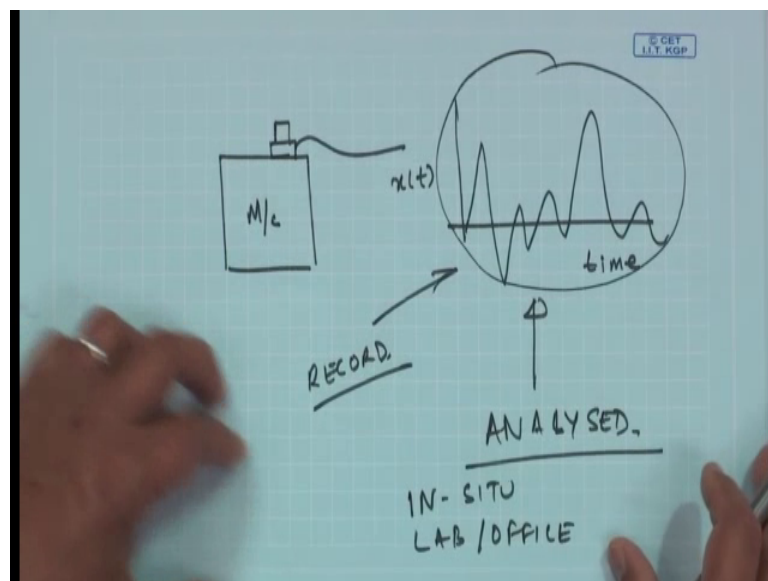 © CET
I.I.T. KGP
M/c
x(t)
time
RECORD.
ANALYSED.
IN-SITU
LAB/OFFICE